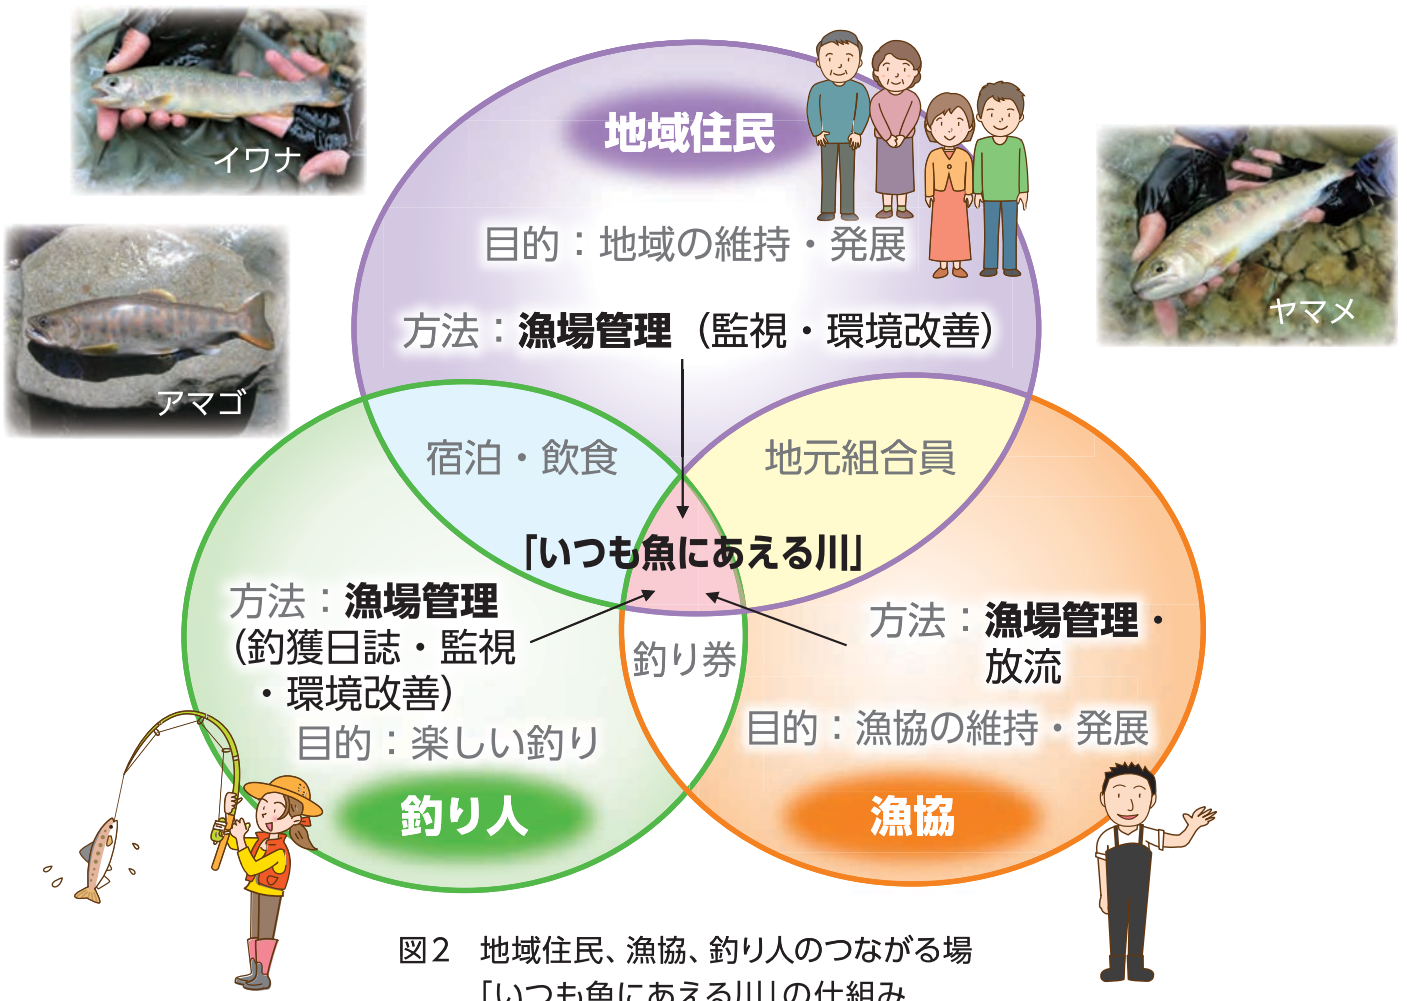 イワナ
地域住民
目的：地域の維持・発展
ヤマメ
方法：漁場管理（監視・環境改善）
アマゴ
宿泊・飲食
地元組合員
「いつも魚にあえる川」
方法：漁場管理
（釣獲日誌・監視
・環境改善）
目的：楽しい釣り
釣り人
釣り券
方法：漁場管理・
放流
目的：漁協の維持・発展
漁協
図２　地域住民、漁協、釣り人のつながる場
「いつも魚にあえる川」の仕組み